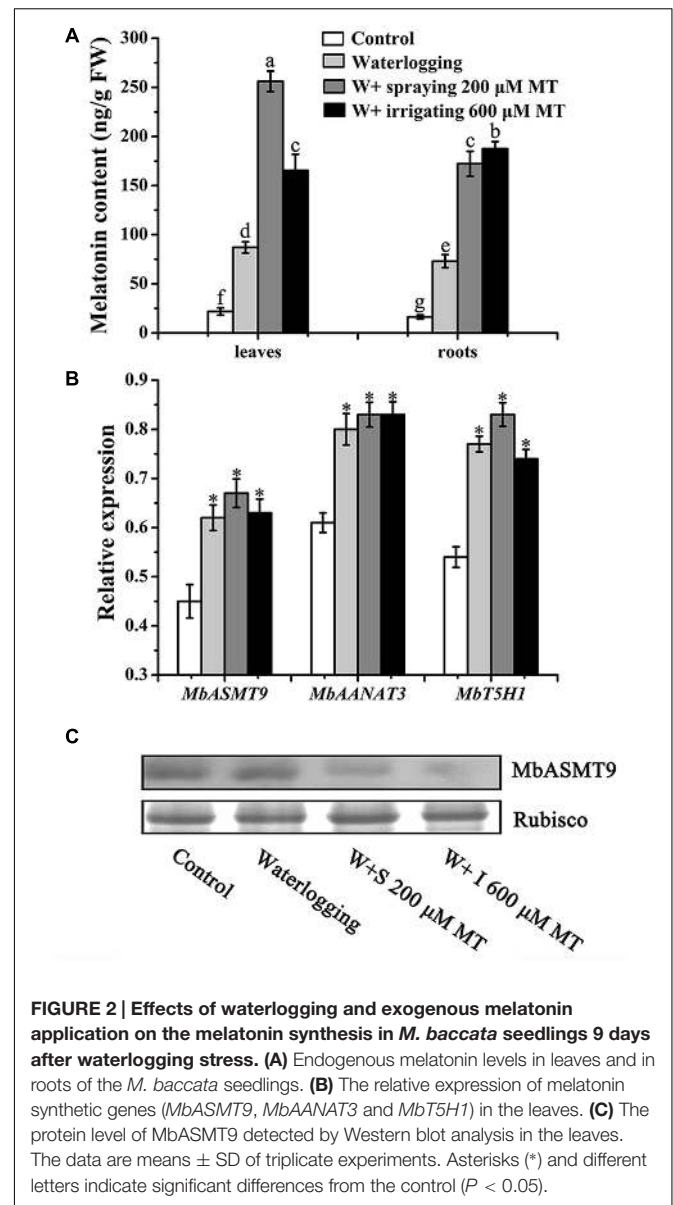 A
300
250
200
150
100
50
0
Melatonin content (ng/g FW)
Control
Waterlogging
W+ spraying 200 μM MT
W+ irrigating 600 μM MT
f
d
a
c
g
e
c
b
leaves
roots
B
0.9
0.8
0.7
0.6
0.5
0.4
0.3
Relative expression
* * *
* * *
* * *
MbASMT9
MbAANAT3
MbT5H1
C
MbASMT9
Rubisco
Control
Waterlogging
W+S 200 μM MT
W+ I 600 μM MT
FIGURE 2 | Effects of waterlogging and exogenous melatonin
application on the melatonin synthesis in M. baccata seedlings 9 days
after waterlogging stress. (A) Endogenous melatonin levels in leaves and in
roots of the M. baccata seedlings. (B) The relative expression of melatonin
synthetic genes (MbASMT9, MbAANAT3 and MbT5H1) in the leaves. (C) The
protein level of MbASMT9 detected by Western blot analysis in the leaves.
The data are means ± SD of triplicate experiments. Asterisks (*) and different
letters indicate significant differences from the control (P < 0.05).